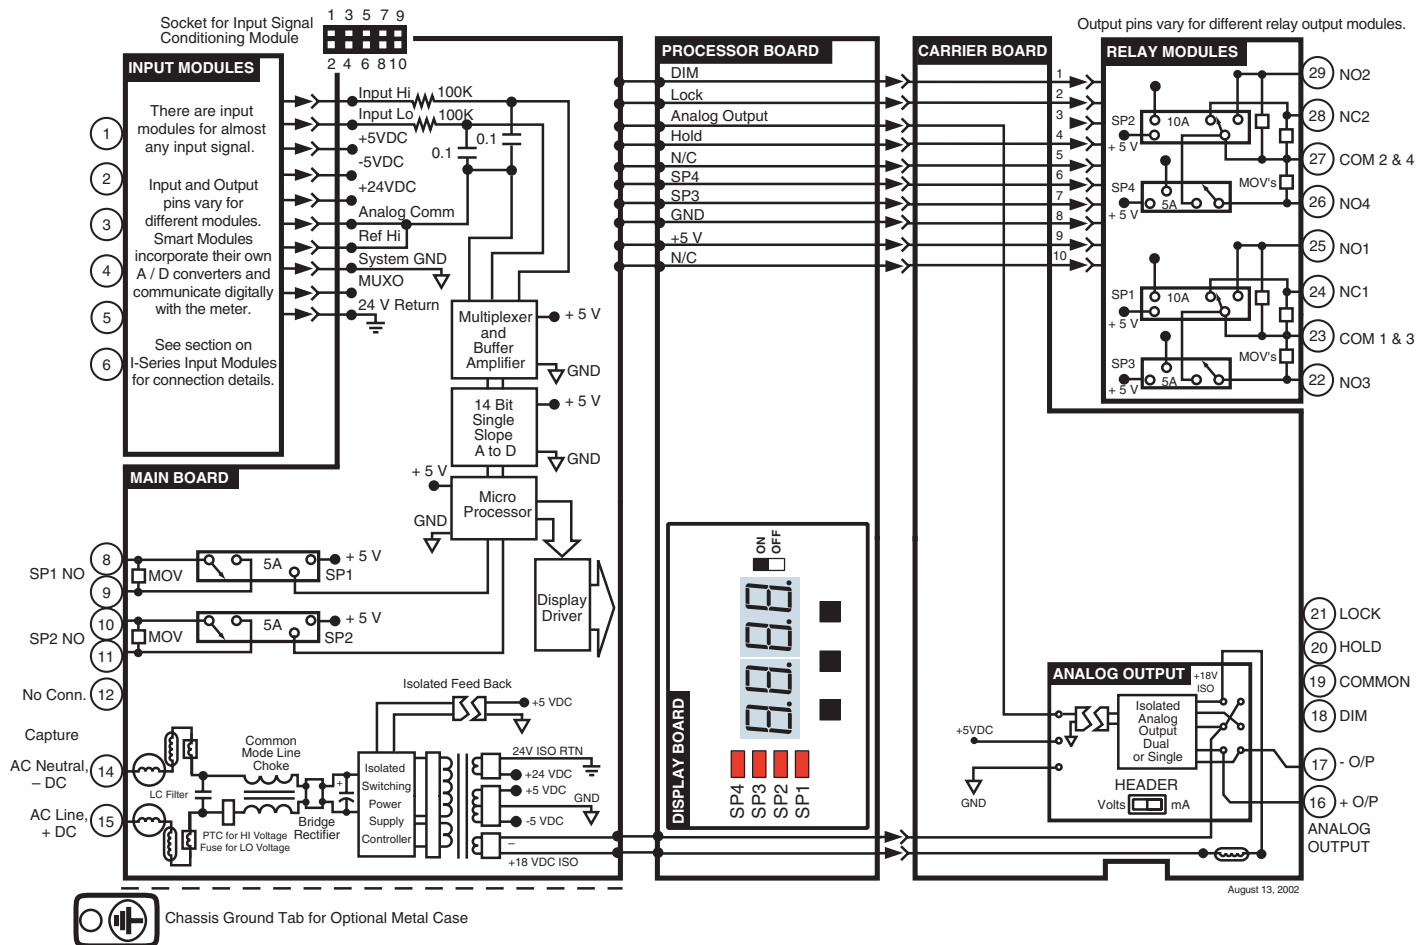 Socket for Input Signal
Conditioning Module
1 3 5 7 9
2 4 6 8 10
Output pins vary for different relay output modules.
INPUT MODULES
There are input
modules for almost
any input signal.
Input and Output
pins vary for
different modules.
Smart Modules
incorporate their own
A / D converters and
communicate digitally
with the meter.
See section on
I-Series Input Modules
for connection details.
1
2
3
4
5
6
Input Hi
100K
Input Lo
100K
+5VDC
-5VDC
+24VDC
Analog Comm
Ref Hi
System GND
MUXO
24 V Return
0.1
0.1
Multiplexer
and
Buffer
Amplifier
+ 5 V
GND
14 Bit
Single
Slope
A to D
+ 5 V
GND
+ 5 V
Micro
Processor
GND
Display
Driver
MAIN BOARD
8
SP1 NO
9
MOV
5A
+ 5 V
SP1
10
SP2 NO
11
MOV
5A
+ 5 V
SP2
No Conn.
12
Capture
AC Neutral,
– DC
14
AC Line,
+ DC
15
LC Filter
Common
Mode Line
Choke
PTC for HI Voltage
Fuse for LO Voltage
Bridge
Rectifier
+
Isolated Feed Back
+5 VDC
Isolated
Switching
Power
Supply
Controller
24V ISO RTN
+24 VDC
+5 VDC
GND
-5 VDC
–
+18 VDC ISO
Chassis Ground Tab for Optional Metal Case
PROCESSOR BOARD
DIM
Lock
Analog Output
Hold
N/C
SP4
SP3
GND
+5 V
N/C
DISPLAY BOARD
ON
OFF
8.8.8.8.
SP4
SP3
SP2
SP1
CARRIER BOARD
1
2
3
4
5
6
7
8
9
10
RELAY MODULES
SP2
10A
+ 5 V
SP4
5A
+ 5 V
MOV's
SP1
10A
+ 5 V
SP3
5A
+ 5 V
MOV's
29 NO2
28 NC2
27 COM 2 & 4
26 NO4
25 NO1
24 NC1
23 COM 1 & 3
22 NO3
21 LOCK
20 HOLD
19 COMMON
18 DIM
17 - O/P
16 + O/P
ANALOG
OUTPUT
ANALOG OUTPUT
+18V
ISO
Isolated
Analog
Output
Dual
or Single
HEADER
Volts
mA
+5VDC
GND
August 13, 2002